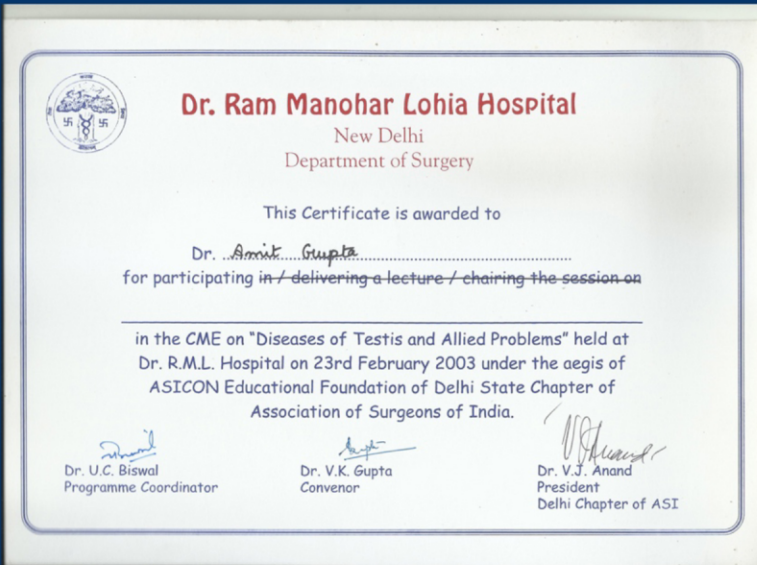 Dr. Ram Manohar Lohia Hospital
New Delhi
Department of Surgery
This Certificate is awarded to
Dr. Amit Gupta
for participating in / delivering a lecture / chairing the session on
in the CME on "Diseases of Testis and Allied Problems" held at
Dr. R.M.L. Hospital on 23rd February 2003 under the aegis of
ASICON Educational Foundation of Delhi State Chapter of
Association of Surgeons of India.
Dr. U.C. Biswal
Programme Coordinator
Dr. V.K. Gupta
Convenor
VJAnand
Dr. V.J. Anand
President
Delhi Chapter of ASI